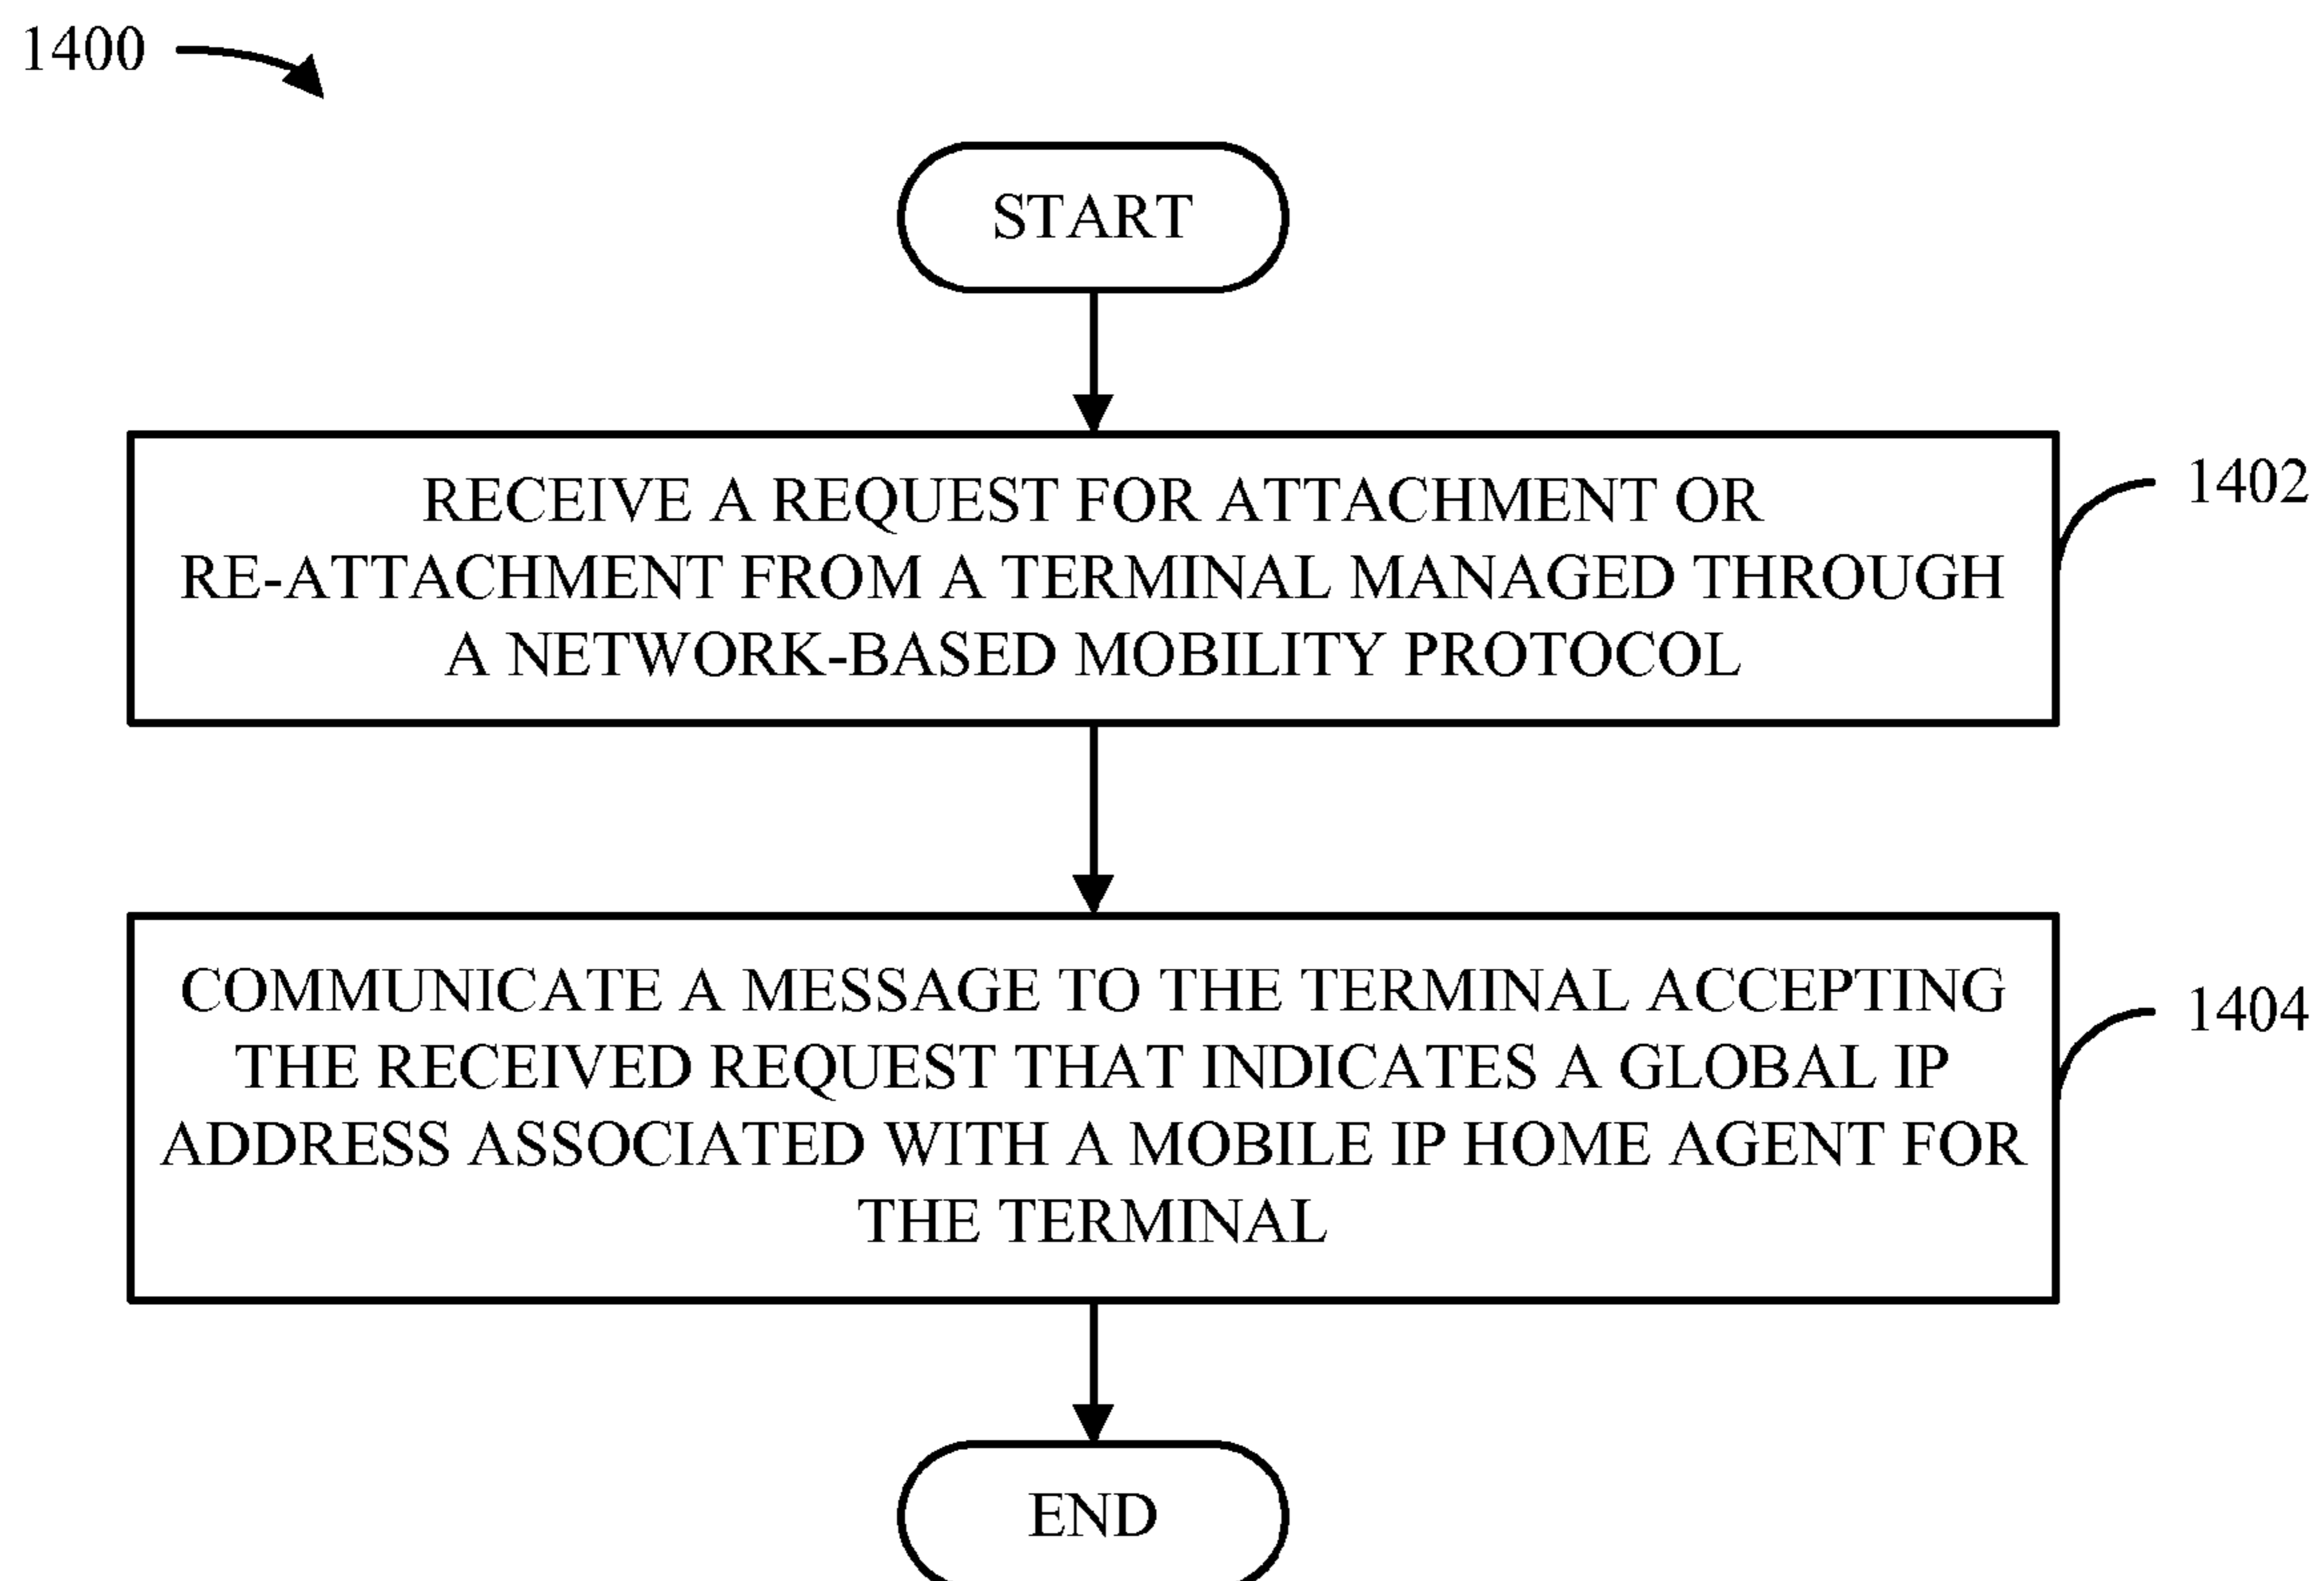 1400
START
RECEIVE A REQUEST FOR ATTACHMENT OR
RE-ATTACHMENT FROM A TERMINAL MANAGED THROUGH
A NETWORK-BASED MOBILITY PROTOCOL
1402
COMMUNICATE A MESSAGE TO THE TERMINAL ACCEPTING
THE RECEIVED REQUEST THAT INDICATES A GLOBAL IP
ADDRESS ASSOCIATED WITH A MOBILE IP HOME AGENT FOR
THE TERMINAL
1404
END